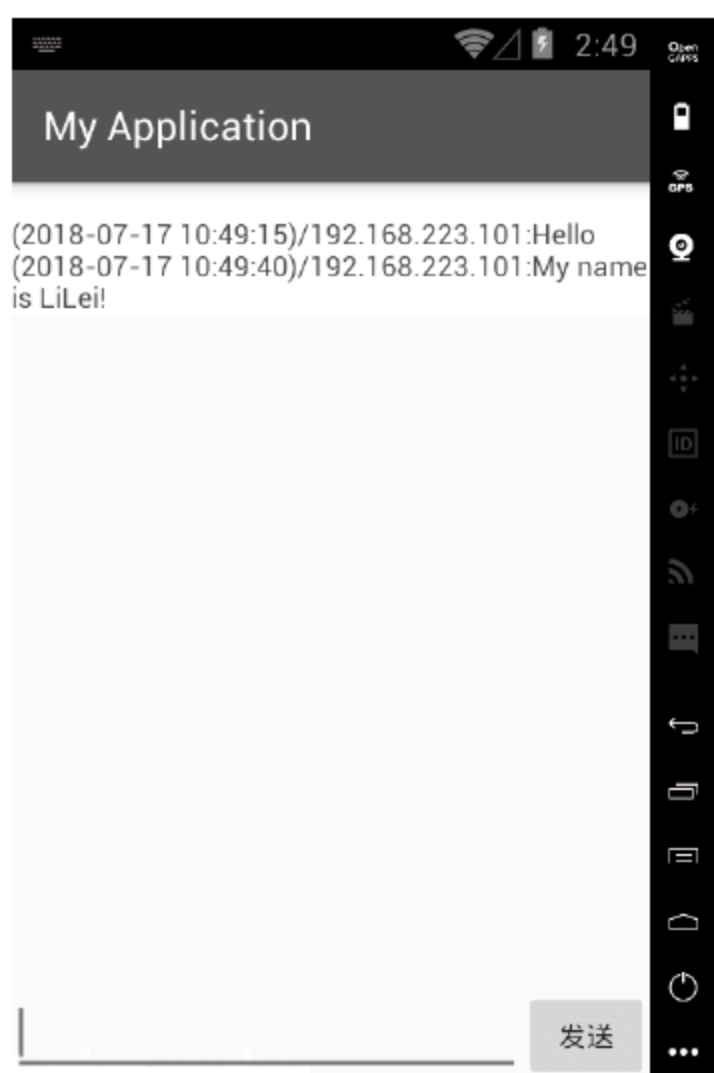 2:49
Open
GAPPS
My Application
GPS
(2018-07-17 10:49:15)/192.168.223.101:Hello
(2018-07-17 10:49:40)/192.168.223.101:My name
is LiLei!
ID
发送